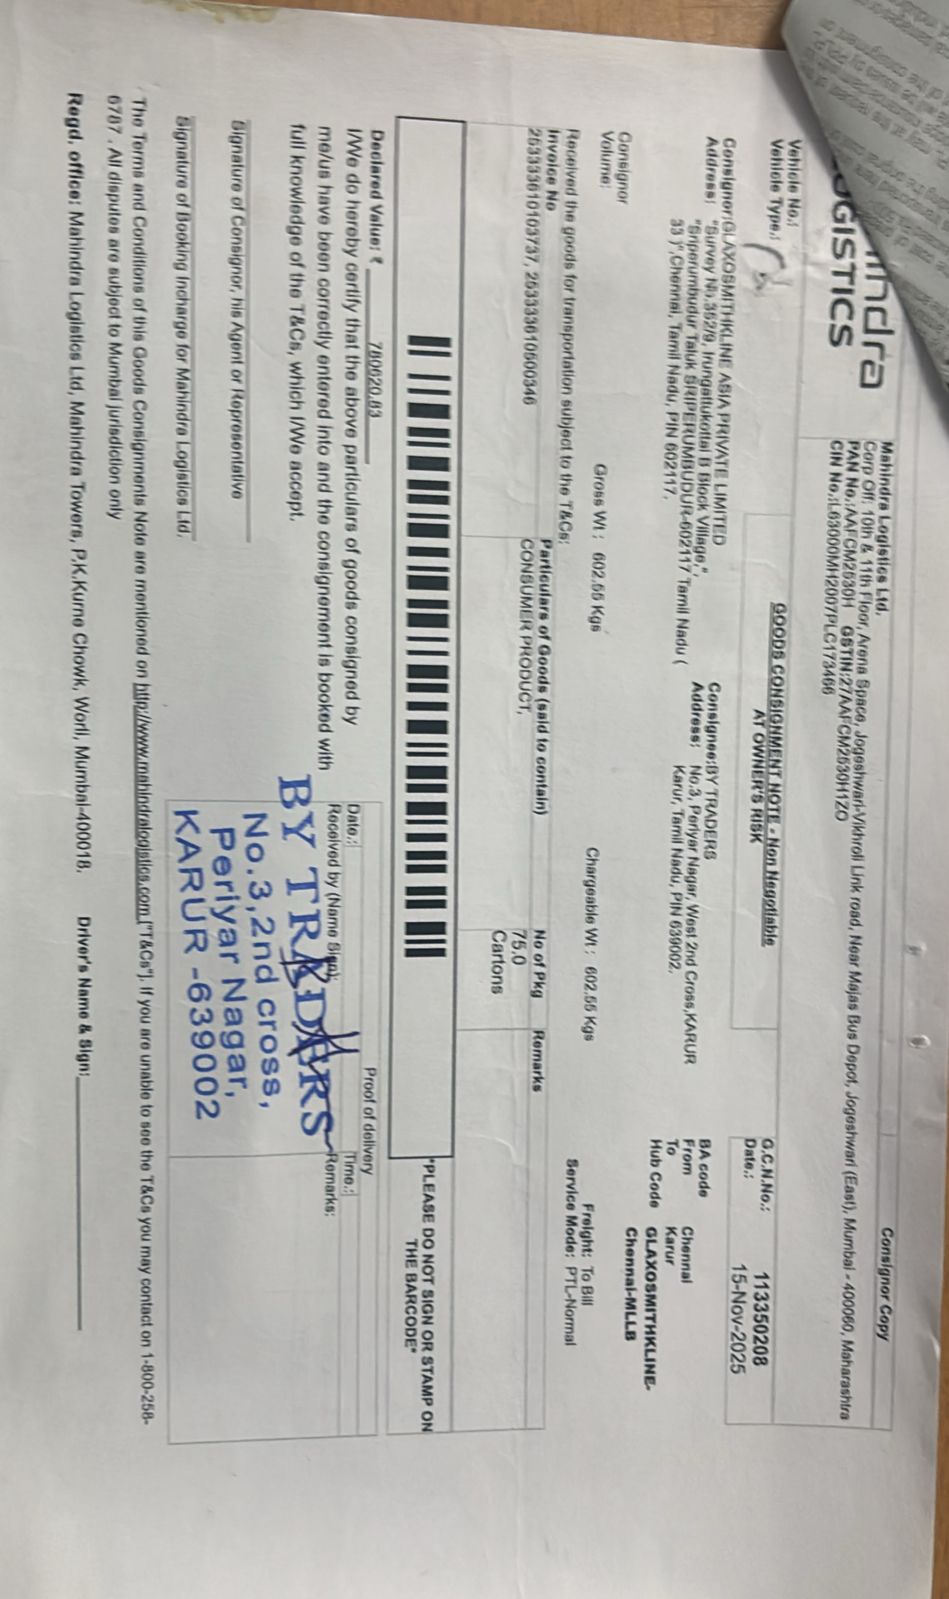 LOGISTICS
Mahindra Logistics Ltd.
Corp Off: 10th & 11th Floor, Arena Space, Jogeshwari-Vikhroli Link road, Near Majas Bus Depot, Jogeshwari (East), Mumbai - 400060, Maharashtra
PAN No.:AAFCM2530H GSTIN:27AAFCM2530H1ZO
CIN No.:L63000MH2007PLC173466
Consignor Copy
Vehicle No.:
Vehicle Type.:
GOODS CONSIGNMENT NOTE - Non Negotiable
AT OWNER'S RISK
G.C.N.No.: 113350208
Date.: 15-Nov-2025
Consignor:GLAXOSMITHKLINE ASIA PRIVATE LIMITED
Address: "Survey No.352/9, Irungattukottai B Block Village,",
"Sriperumbudur Taluk SRIPERUMBUDUR-602117 Tamil Nadu (
33 )",Chennai, Tamil Nadu, PIN 602117.
Consignee:BY TRADERS
Address: No.3, Periyar Nagar, West 2nd Cross,KARUR
Karur, Tamil Nadu, PIN 639002.
BA code
From Chennai
To Karur
Hub Code GLAXOSMITHKLINE-
Chennai-MLLB
Consignor
Volume:
Gross Wt : 602.55 Kgs
Chargeable Wt : 602.55 Kgs
Freight: To Bill
Service Mode: PTL-Normal
Received the goods for transportation subject to the T&Cs:
Invoice No Particulars of Goods (said to contain) No of Pkg Remarks
25333610103737, 25333610500346 CONSUMER PRODUCT, 75.0
Cartons
"PLEASE DO NOT SIGN OR STAMP ON
THE BARCODE"
Declared Value: ₹ 780620.83
I/We do hereby certify that the above particulars of goods consigned by
me/us have been correctly entered into and the consignement is booked with
full knowledge of the T&Cs, which I/We accept.
Proof of delivery
Date.: Time.:
Received by (Name Sign): Remarks:
BY TRADERS
No.3,2nd cross,
Periyar Nagar,
KARUR -639002
Signature of Consignor, his Agent or Representative
Signature of Booking Incharge for Mahindra Logistics Ltd.
The Terms and Conditions of this Goods Consignments Note are mentioned on http://www.mahindralogistics.com ("T&Cs"). If you are unable to see the T&Cs you may contact on 1-800-258-
6787 . All disputes are subject to Mumbai jurisdiction only
Regd. office: Mahindra Logistics Ltd, Mahindra Towers, P.K.Kurne Chowk, Worli, Mumbai-400018. Driver's Name & Sign: